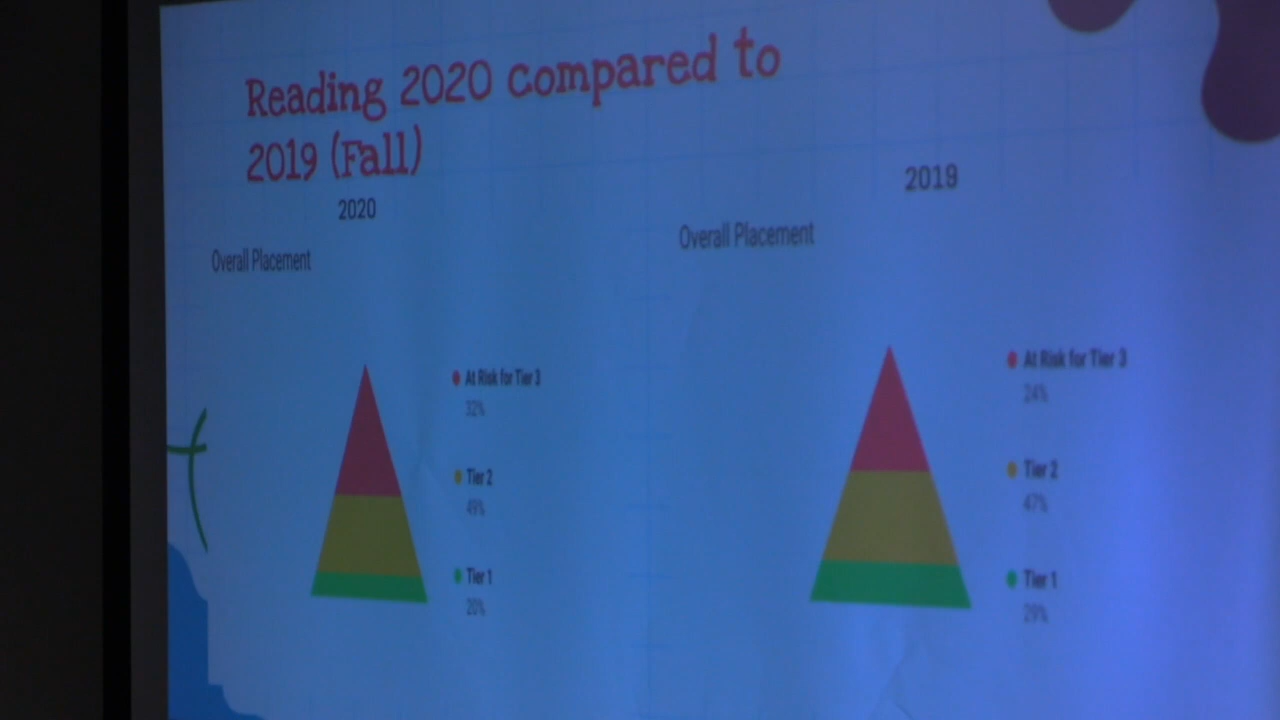 Reading 2020 compared to
2019 (Fall)
2020
Overall Placement
At Risk for Tier 3
32%
Tier 2
49%
Tier 1
20%
2019
Overall Placement
At Risk for Tier 3
24%
Tier 2
47%
Tier 1
29%